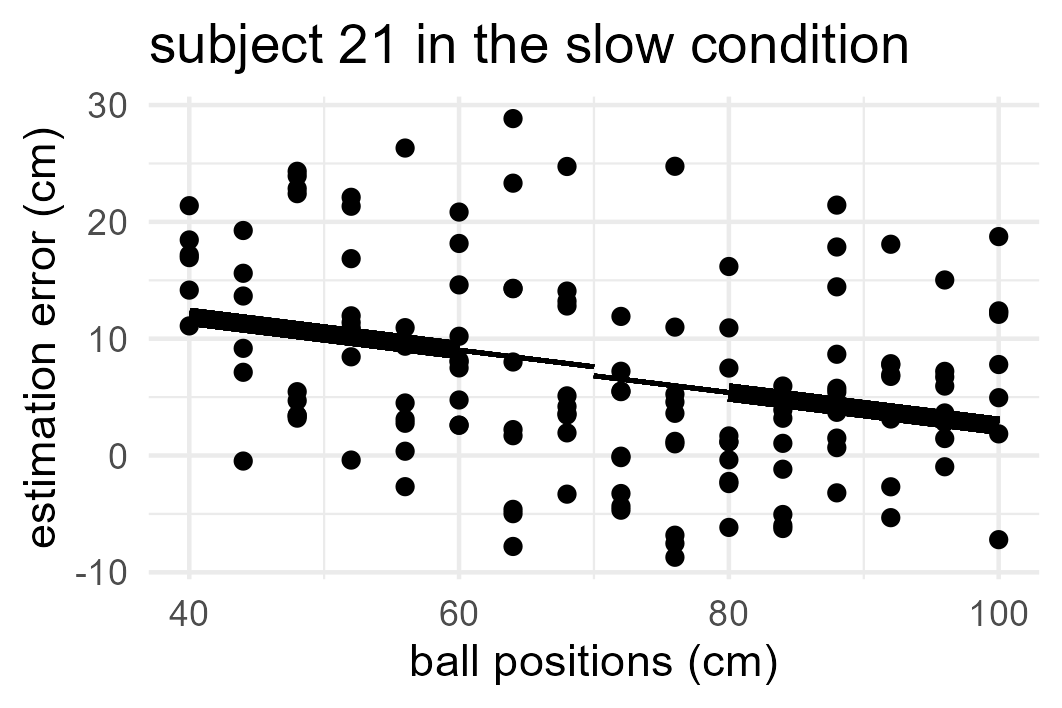 subject 21 in the slow condition
30
20
10
0
-10
estimation error (cm)
40 60 80 100
ball positions (cm)